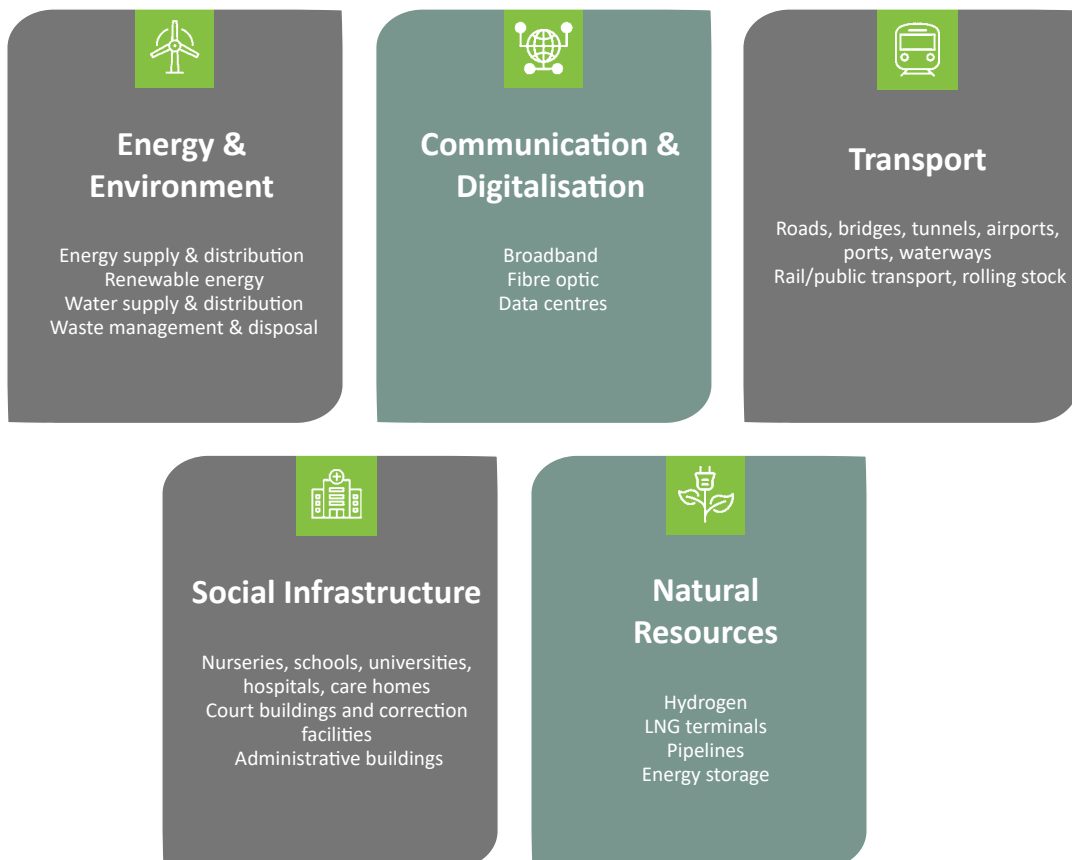 Energy &
Environment
Energy supply & distribution
Renewable energy
Water supply & distribution
Waste management & disposal
Communication &
Digitalisation
Broadband
Fibre optic
Data centres
Transport
Roads, bridges, tunnels, airports,
ports, waterways
Rail/public transport, rolling stock
Social Infrastructure
Nurseries, schools, universities,
hospitals, care homes
Court buildings and correction
facilities
Administrative buildings
Natural
Resources
Hydrogen
LNG terminals
Pipelines
Energy storage